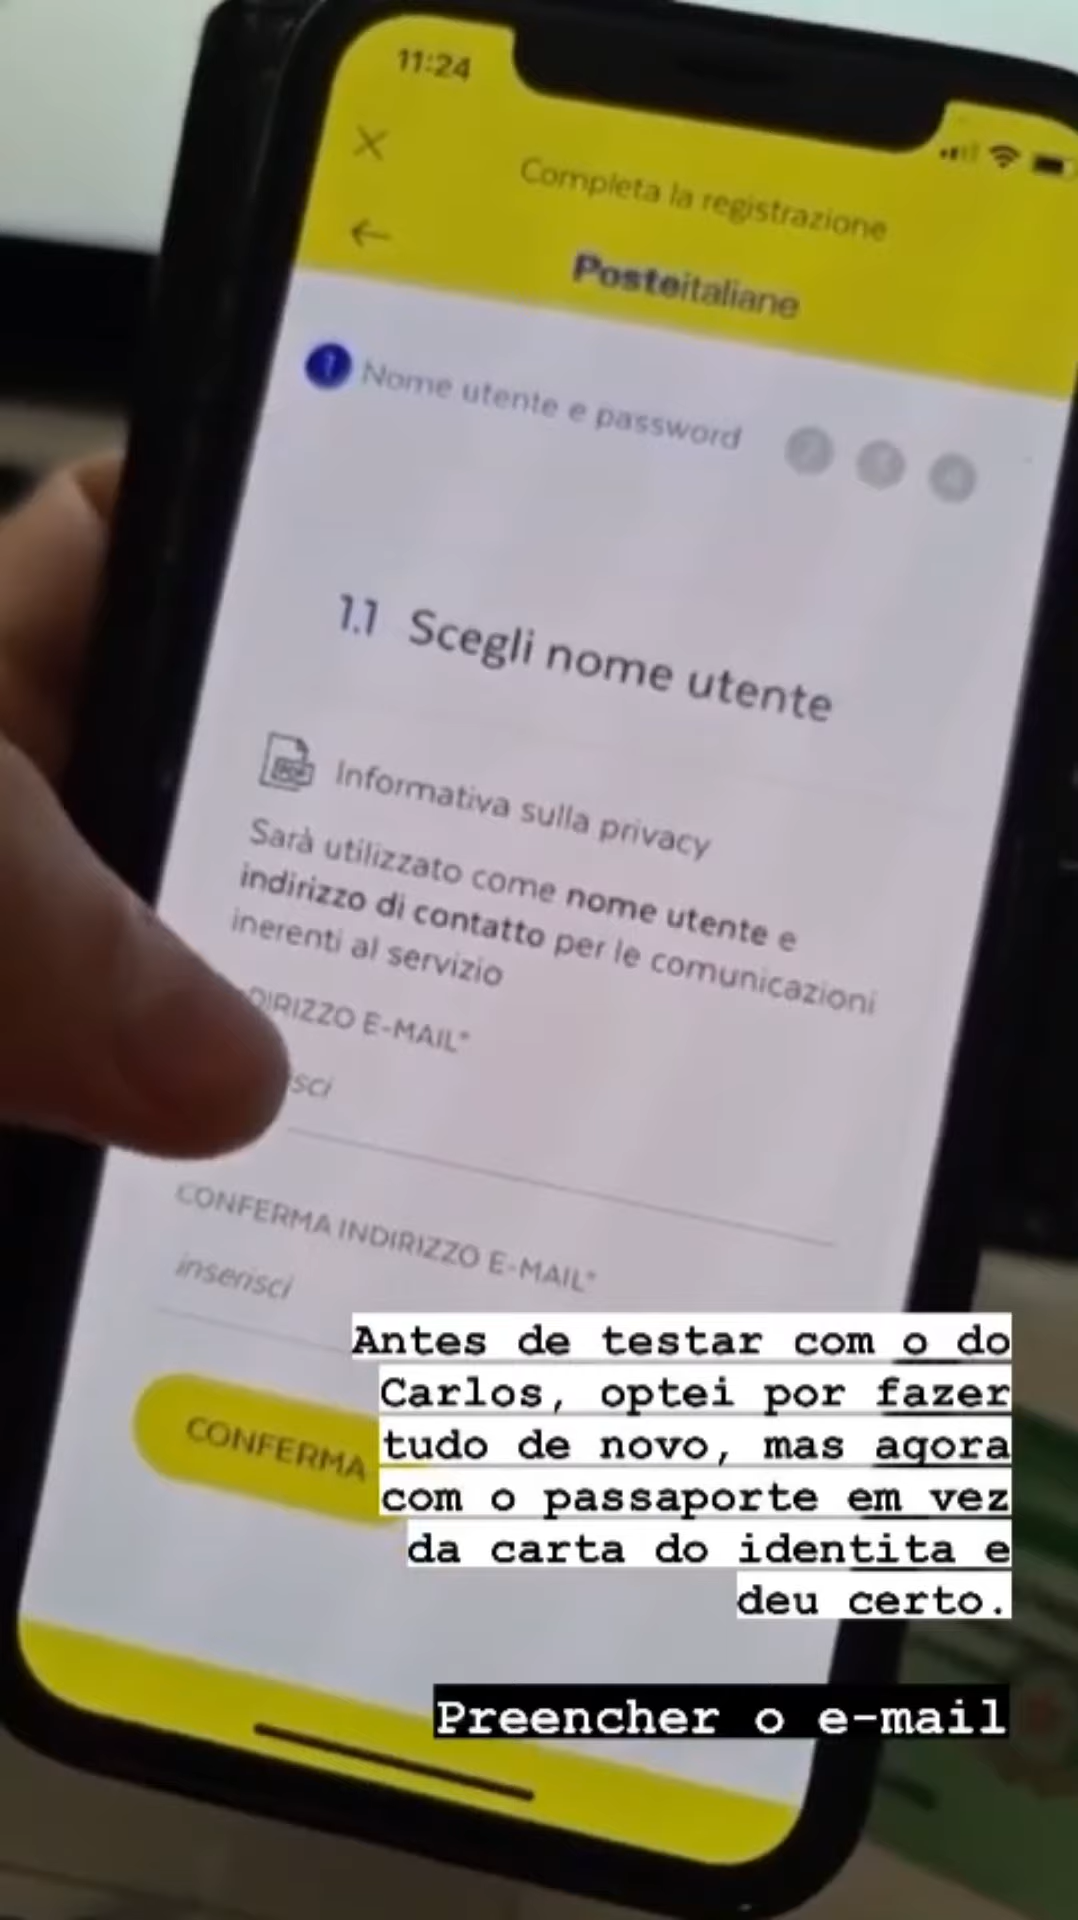 11:24
Completa la registrazione
Posteitaliane
1 Nome utente e password
1.1 Scegli nome utente
Informativa sulla privacy
Sarà utilizzato come nome utente e
indirizzo di contatto per le comunicazioni
inerenti al servizio
DIRIZZO E-MAIL*
sci
CONFERMA INDIRIZZO E-MAIL*
inserisci
CONFERMA
Antes de testar com o do
Carlos, optei por fazer
tudo de novo, mas agora
com o passaporte em vez
da carta do identita e
deu certo.
Preencher o e-mail